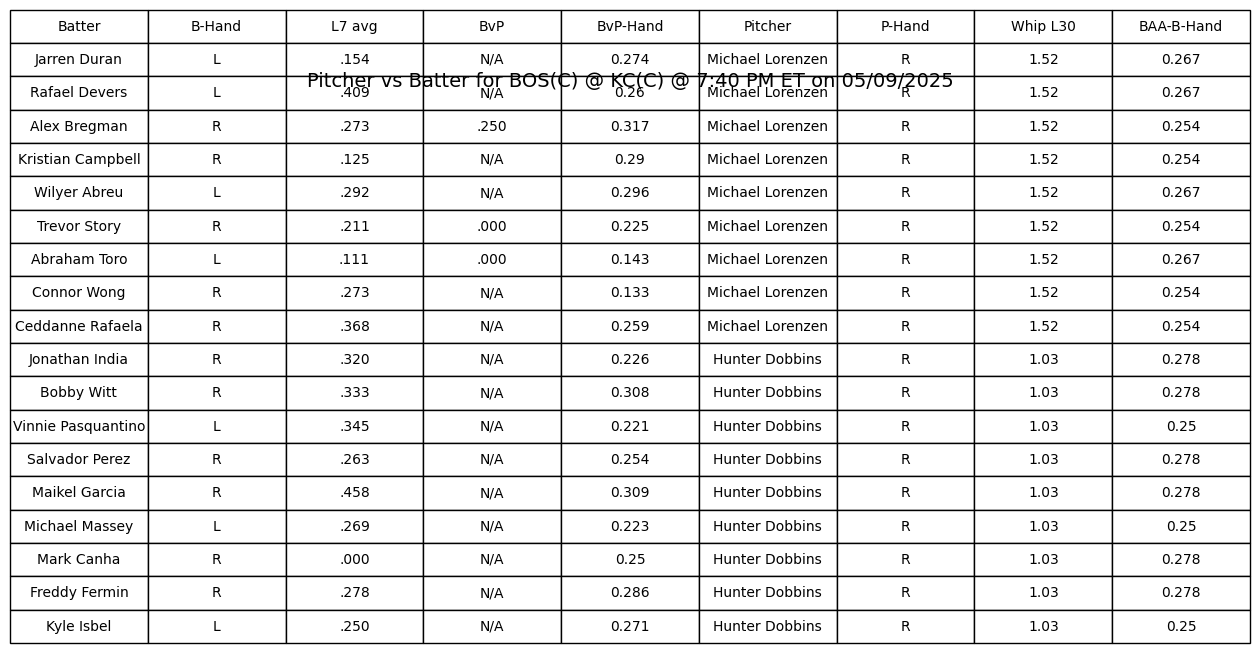 Batter B-Hand L7 avg BvP BvP-Hand Pitcher P-Hand Whip L30 BAA-B-Hand
Jarren Duran L .154 N/A 0.274 Michael Lorenzen R 1.52 0.267
Pitcher vs Batter for BOS(C) @ KC(C) @ 7:40 PM ET on 05/09/2025
Rafael Devers L .409 N/A 0.26 Michael Lorenzen R 1.52 0.267
Alex Bregman R .273 .250 0.317 Michael Lorenzen R 1.52 0.254
Kristian Campbell R .125 N/A 0.29 Michael Lorenzen R 1.52 0.254
Wilyer Abreu L .292 N/A 0.296 Michael Lorenzen R 1.52 0.267
Trevor Story R .211 .000 0.225 Michael Lorenzen R 1.52 0.254
Abraham Toro L .111 .000 0.143 Michael Lorenzen R 1.52 0.267
Connor Wong R .273 N/A 0.133 Michael Lorenzen R 1.52 0.254
Ceddanne Rafaela R .368 N/A 0.259 Michael Lorenzen R 1.52 0.254
Jonathan India R .320 N/A 0.226 Hunter Dobbins R 1.03 0.278
Bobby Witt R .333 N/A 0.308 Hunter Dobbins R 1.03 0.278
Vinnie Pasquantino L .345 N/A 0.221 Hunter Dobbins R 1.03 0.25
Salvador Perez R .263 N/A 0.254 Hunter Dobbins R 1.03 0.278
Maikel Garcia R .458 N/A 0.309 Hunter Dobbins R 1.03 0.278
Michael Massey L .269 N/A 0.223 Hunter Dobbins R 1.03 0.25
Mark Canha R .000 N/A 0.25 Hunter Dobbins R 1.03 0.278
Freddy Fermin R .278 N/A 0.286 Hunter Dobbins R 1.03 0.278
Kyle Isbel L .250 N/A 0.271 Hunter Dobbins R 1.03 0.25